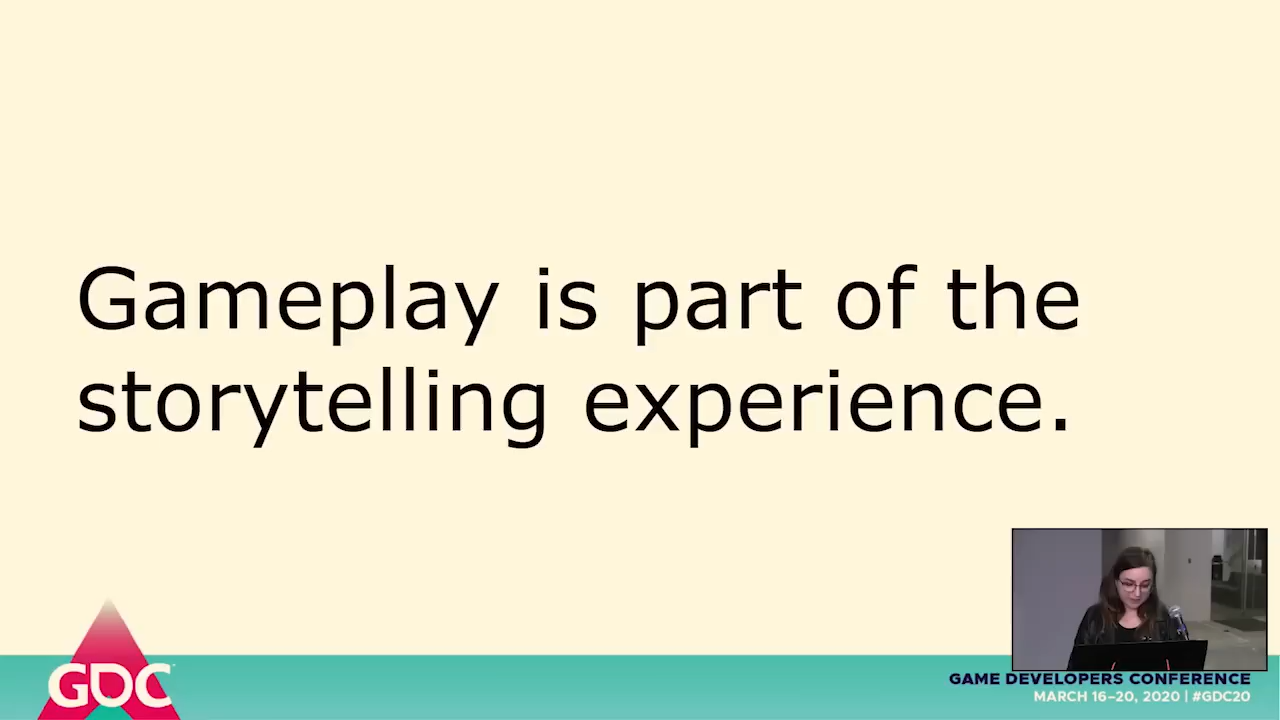 Gameplay is part of the
storytelling experience.
GDC
GAME DEVELOPERS CONFERENCE
MARCH 16–20, 2020 | #GDC20